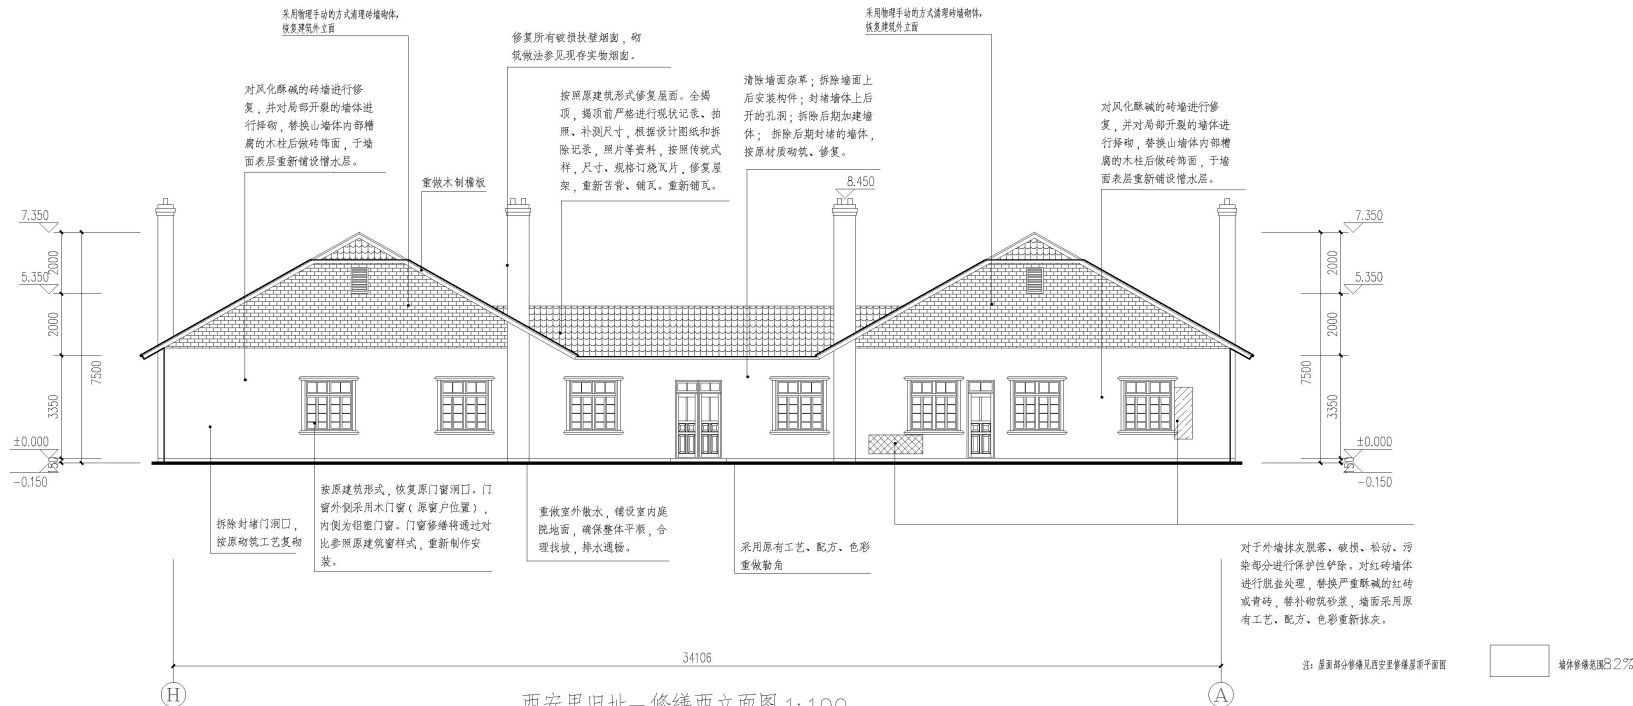 采用物理手动的方式清理砖墙砌体,
恢复建筑外立面
采用物理手动的方式清理砖墙砌体,
恢复建筑外立面
修复所有破损扶壁烟囱，砌
筑做法参见现存实物烟囱。
对风化酥碱的砖墙进行修
复，并对局部开裂的墙体进
行择砌，替换山墙体内部糟
腐的木柱后做砖饰面，于墙
面表层重新铺设憎水层。
重做木制檐板
按照原建筑形式修复屋面。全揭
顶，揭顶前严格进行现状记录、拍
照、补测尺寸，根据设计图纸和拆
除记录，照片等资料，按照传统式
样，尺寸、规格订烧瓦片，修复屋
架，重新苫背、铺瓦。重新铺瓦。
清除墙面杂草；拆除墙面上
后安装构件；封堵墙体上后
开的孔洞；拆除后期加建墙
体； 拆除后期封堵的墙体，
按原材质砌筑、修复。
8.450
对风化酥碱的砖墙进行修
复，并对局部开裂的墙体进
行择砌，替换山墙体内部糟
腐的木柱后做砖饰面，于墙
面表层重新铺设憎水层。
7.350
2000
5.350
2000
7500
3350
±0.000
150
-0.150
7.350
2000
5.350
2000
7500
3350
±0.000
150
-0.150
拆除封堵门洞口，
按原砌筑工艺复砌
按原建筑形式，恢复原门窗洞口。门
窗外侧采用木门窗（原窗户位置），
内侧为铝塑门窗。门窗修缮将通过对
比参照原建筑窗样式，重新制作安
装。
重做室外散水，铺设室内庭
院地面，确保整体平顺，合
理找坡，排水通畅。
采用原有工艺、配方、色彩
重做勒角
对于外墙抹灰脱落、破损、松动、污
染部分进行保护性铲除。对红砖墙体
进行脱盐处理，替换严重酥碱的红砖
或青砖，替补砌筑砂浆，墙面采用原
有工艺、配方、色彩重新抹灰。
34106
H
A
注: 屋面部分修缮见西安里修缮屋顶平面图
墙体修缮范围82%
西安里旧址—修缮西立面图 1:100